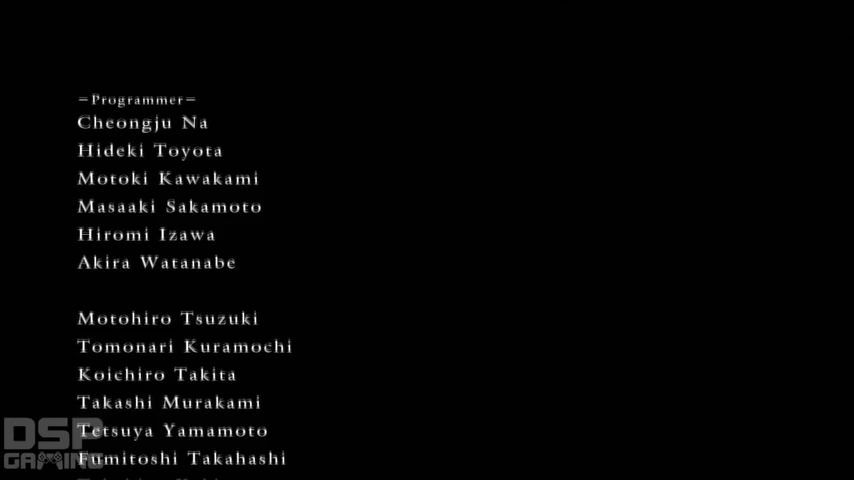 =Programmer=
Cheongju Na
Hideki Toyota
Motoki Kawakami
Masaaki Sakamoto
Hiromi Izawa
Akira Watanabe
Motohiro Tsuzuki
Tomonari Kuramochi
Koichiro Takita
Takashi Murakami
Tetsuya Yamamoto
Fumitoshi Takahashi
DSP
GAMING